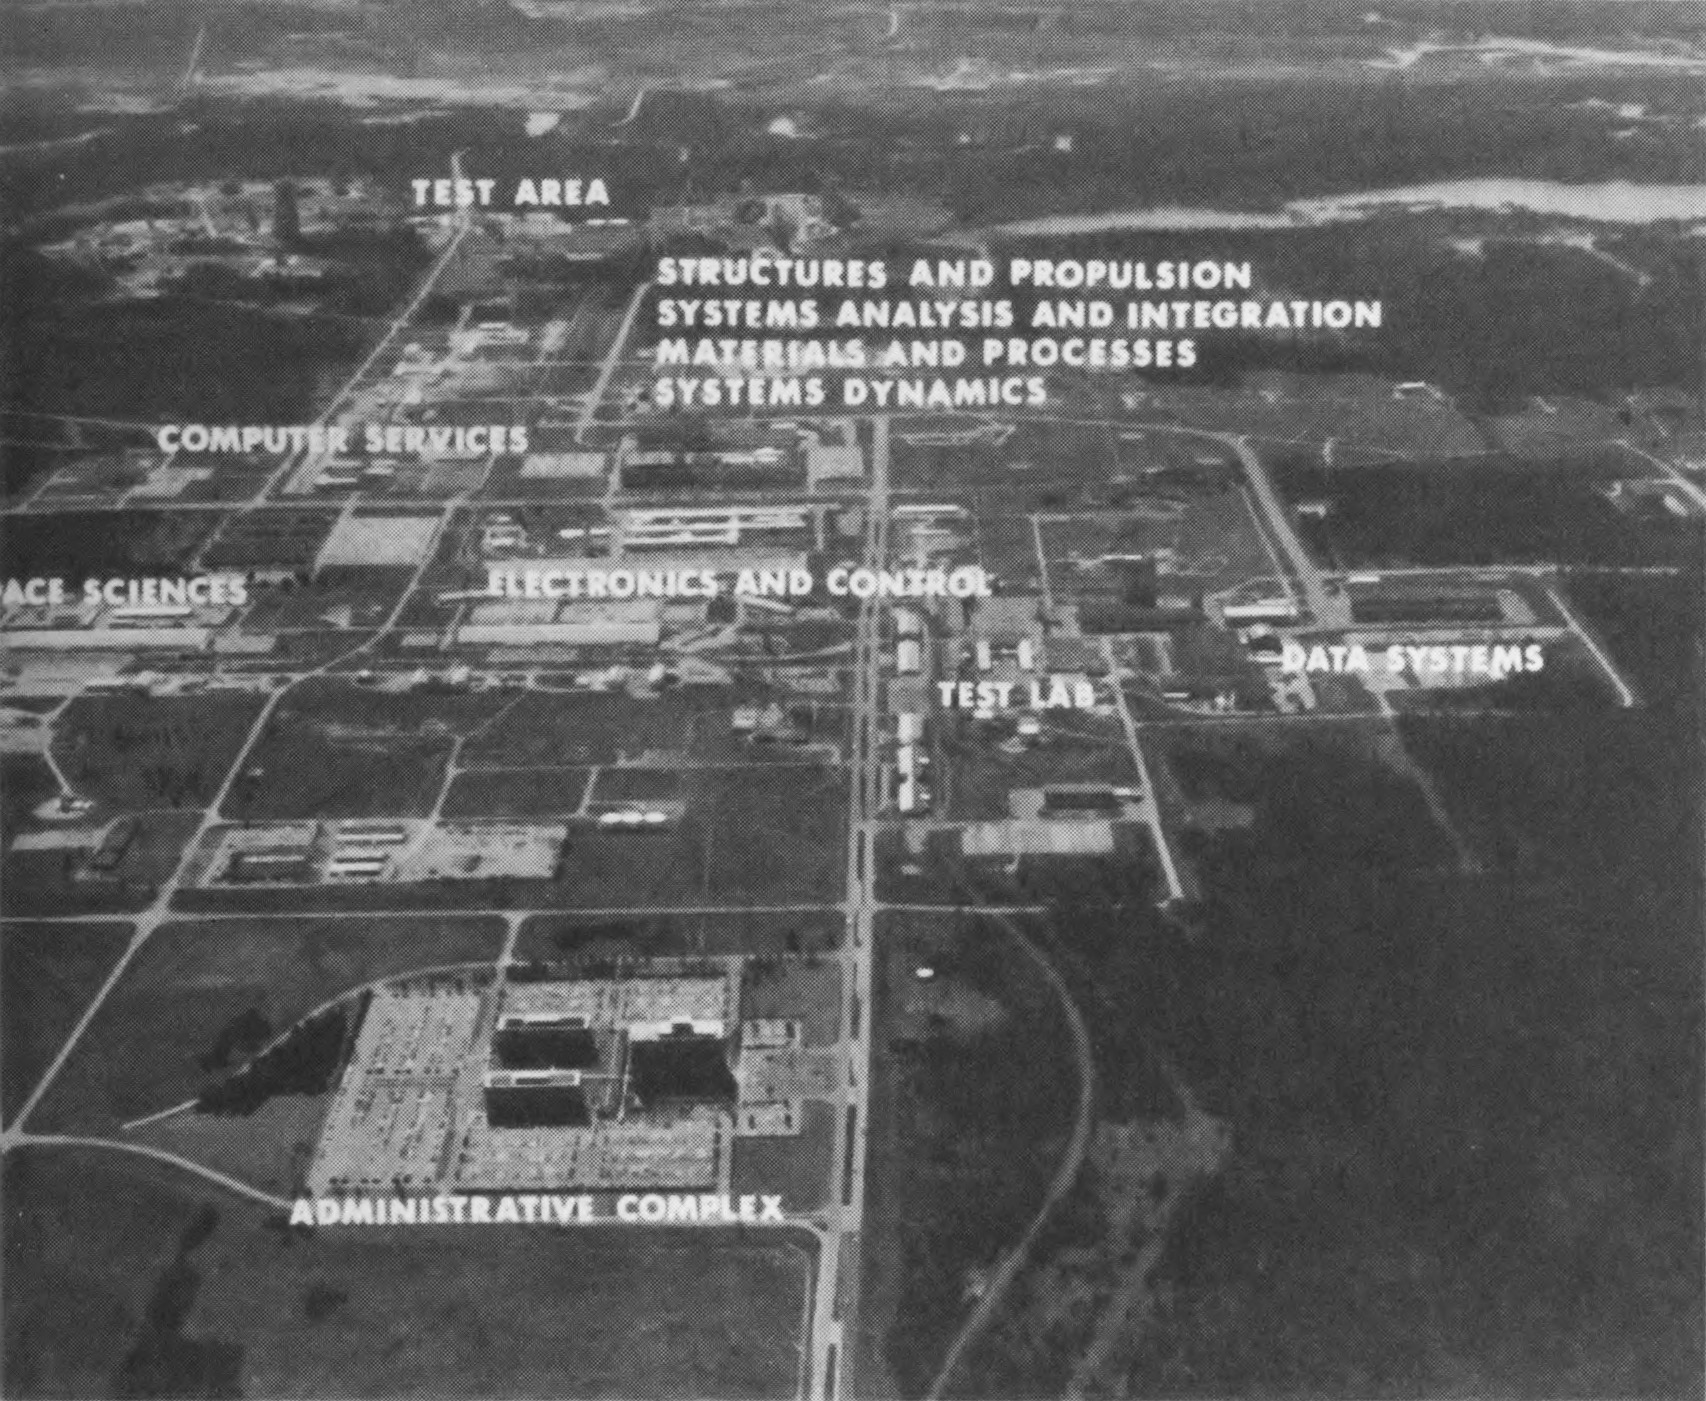 TEST AREA
STRUCTURES AND PROPULSION
SYSTEMS ANALYSIS AND INTEGRATION
MATERIALS AND PROCESSES
SYSTEMS DYNAMICS
COMPUTER SERVICES
ACE SCIENCES
ELECTRONICS AND CONTROL
DATA SYSTEMS
TEST LAB
ADMINISTRATIVE COMPLEX